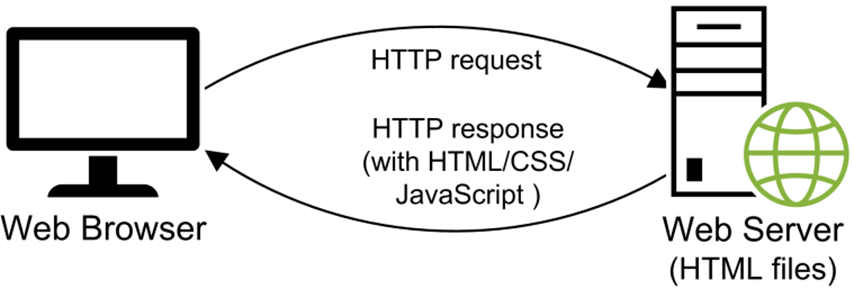 HTTP request
HTTP response
(with HTML/CSS/
JavaScript )
Web Browser
Web Server
(HTML files)